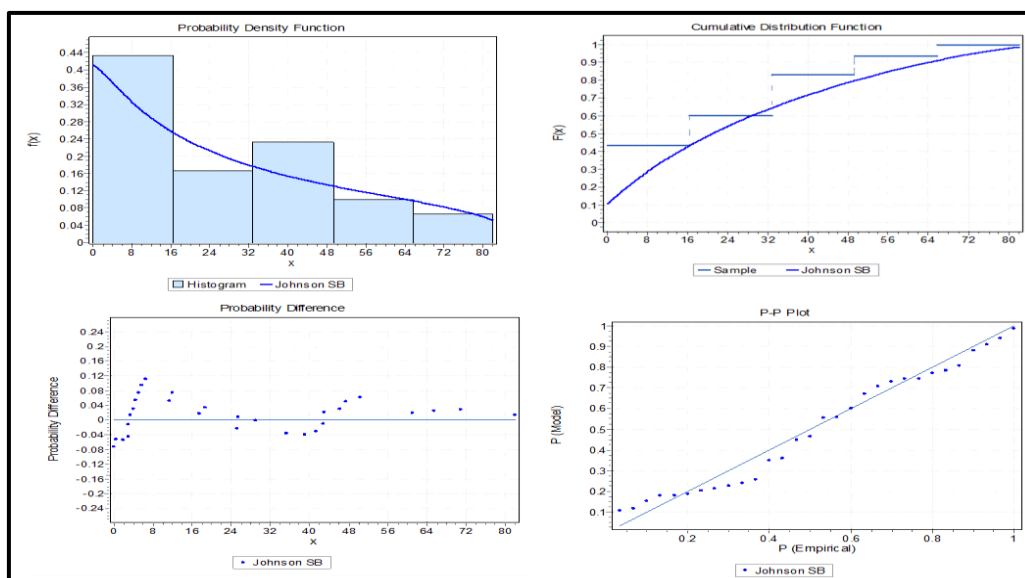 Probability Density Function
f(x)
0.44
0.4
0.36
0.32
0.28
0.24
0.2
0.16
0.12
0.08
0.04
0
0 8 16 24 32 40 48 56 64 72 80
x
Histogram Johnson SB
Cumulative Distribution Function
F(x)
1
0.9
0.8
0.7
0.6
0.5
0.4
0.3
0.2
0.1
0
0 8 16 24 32 40 48 56 64 72 80
x
Sample Johnson SB
Probability Difference
Probability Difference
0.24
0.2
0.16
0.12
0.08
0.04
0
-0.04
-0.08
-0.12
-0.16
-0.2
-0.24
0 8 16 24 32 40 48 56 64 72 80
x
Johnson SB
P-P Plot
P (Model)
1
0.9
0.8
0.7
0.6
0.5
0.4
0.3
0.2
0.1
0.2 0.4 0.6 0.8 1
P (Empirical)
Johnson SB